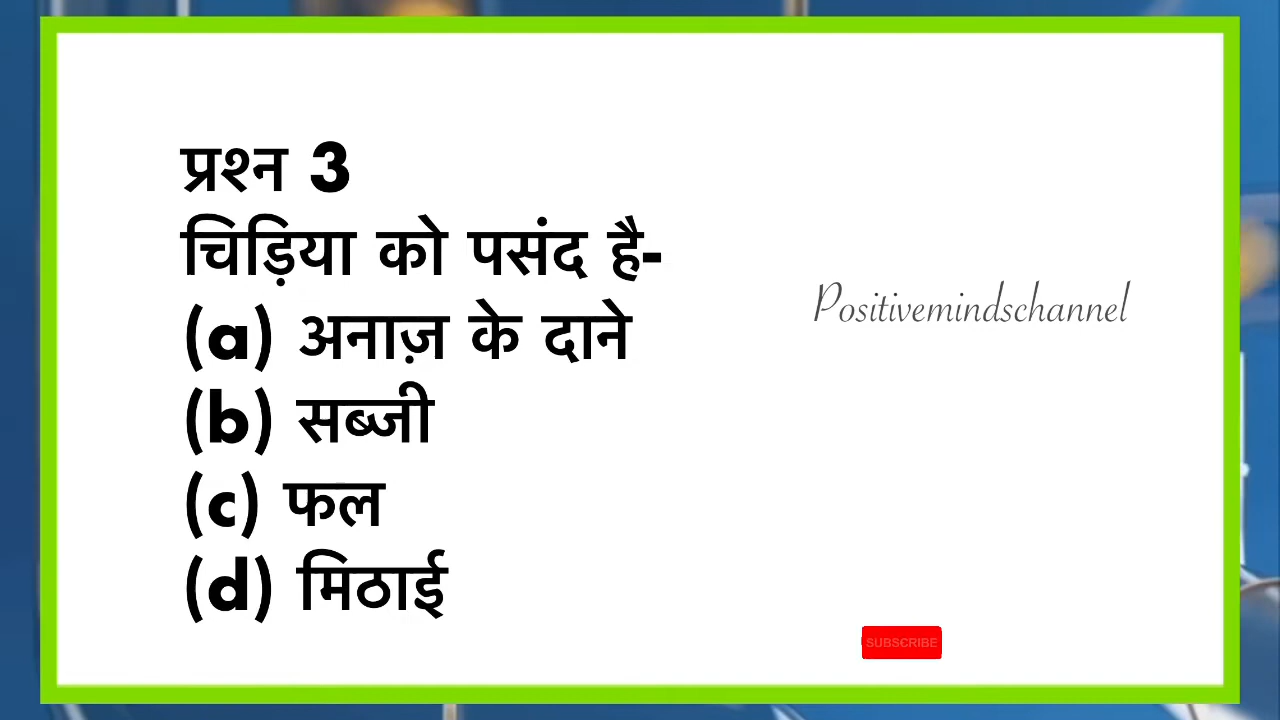 प्रश्न 3
चिड़िया को पसंद है-
(a) अनाज़ के दाने
Positivemindschannel
(b) सब्जी
(c) फल
(d) मिठाई
SUBSCRIBE